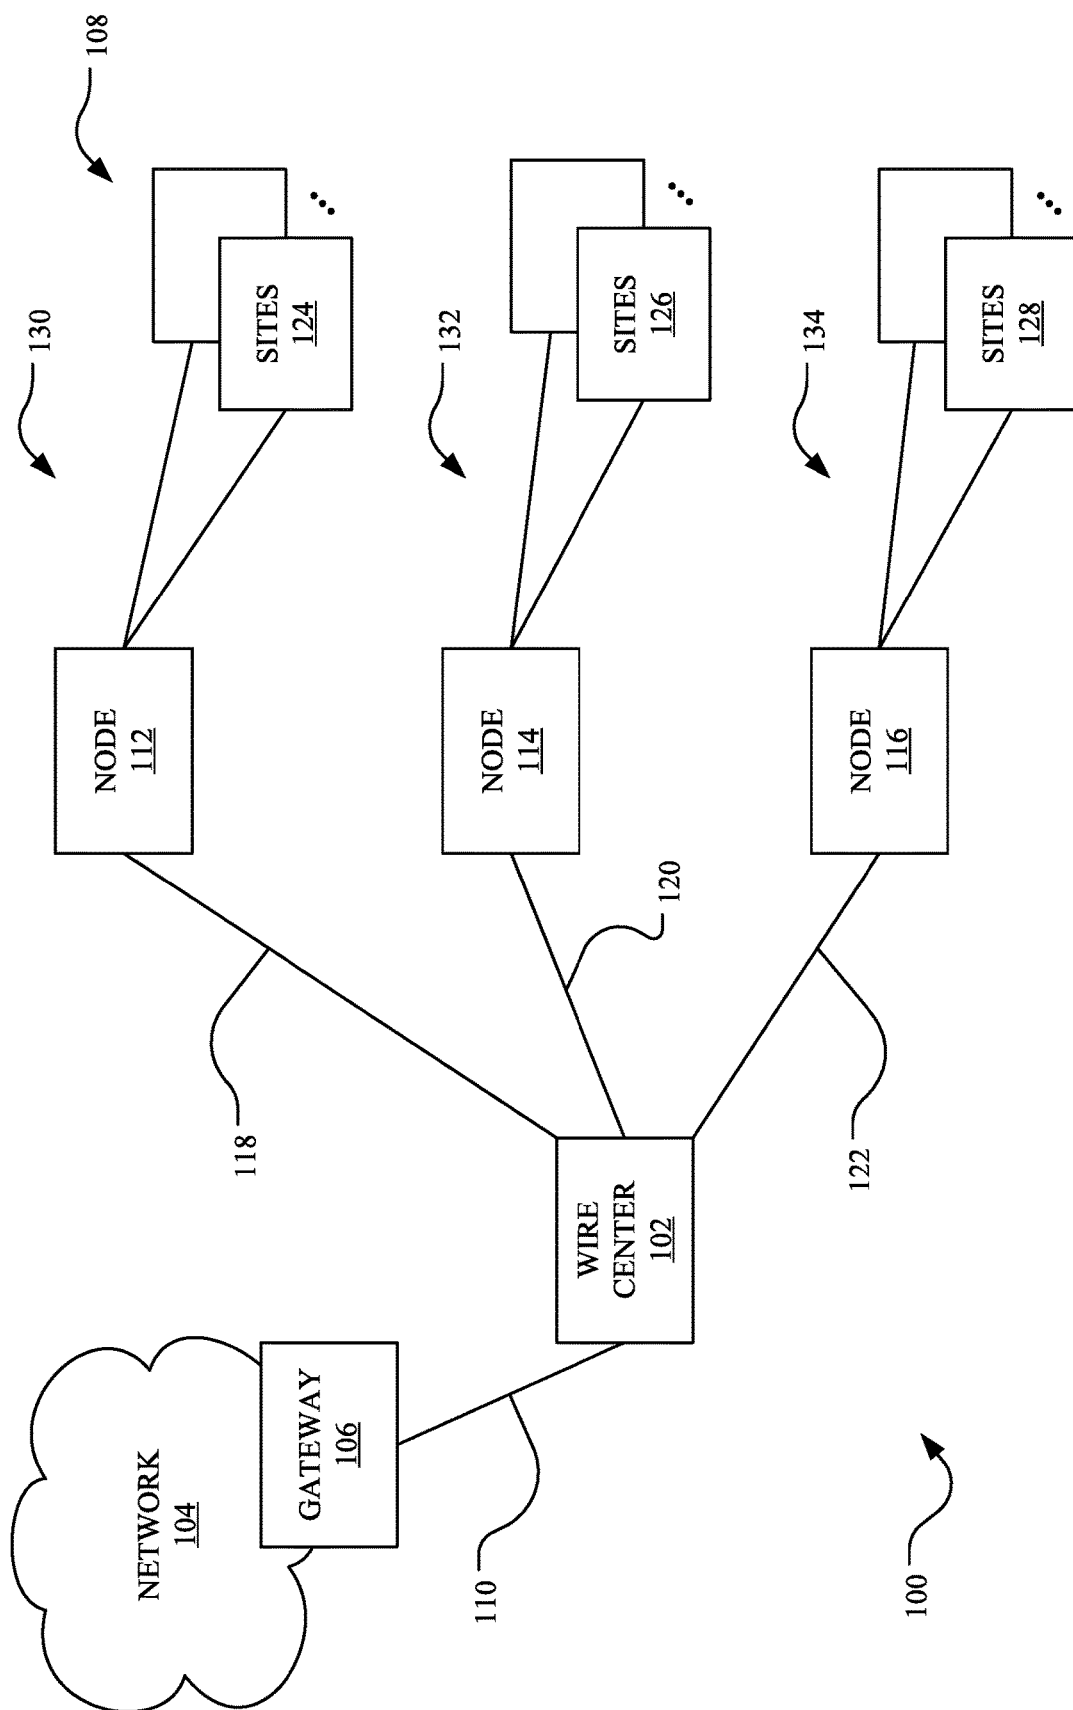 108
130
SITES
124
132
SITES
126
134
SITES
128
NODE
112
NODE
114
NODE
116
118
120
122
WIRE
CENTER
102
NETWORK
104
GATEWAY
106
110
100